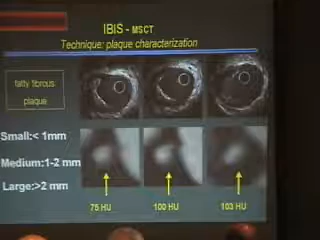 IBIS - MSCT
Technique: plaque characterization
fatty fibrous
plaque
Small:< 1mm
Medium:1-2 mm
Large:>2 mm
75 HU
100 HU
103 HU